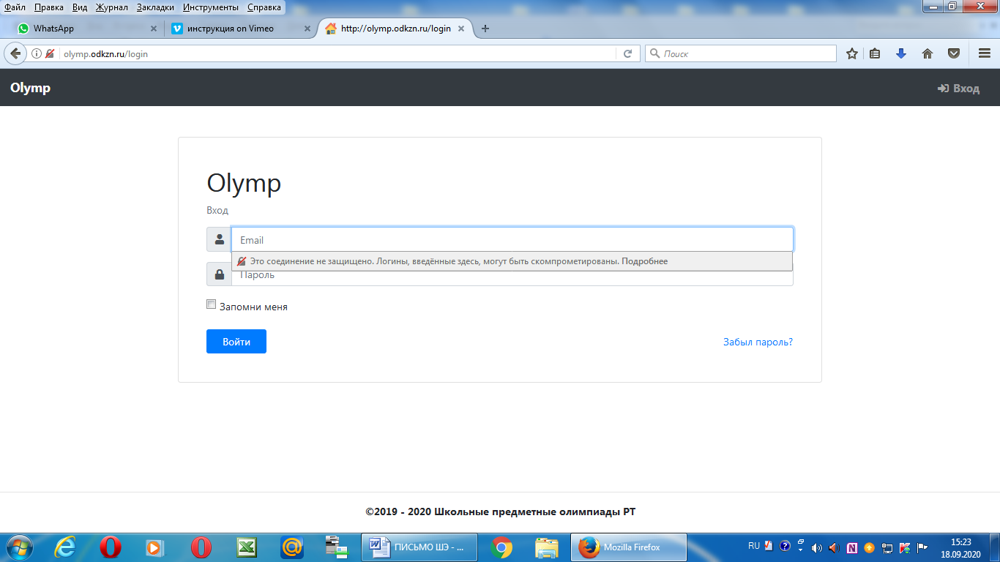 Файл Правка Вид Журнал Закладки Инструменты Справка
WhatsApp
инструкция on Vimeo
http://olymp.odkzn.ru/login
olymp.odkzn.ru/login
Поиск
Olymp
Вход
Olymp
Вход
Email
Это соединение не защищено. Логины, введённые здесь, могут быть скомпрометированы. Подробнее
Пароль
Запомни меня
Войти
Забыл пароль?
©2019 - 2020 Школьные предметные олимпиады РТ
ПИСЬМО ШЭ - ...
Mozilla Firefox
RU
15:23
18.09.2020